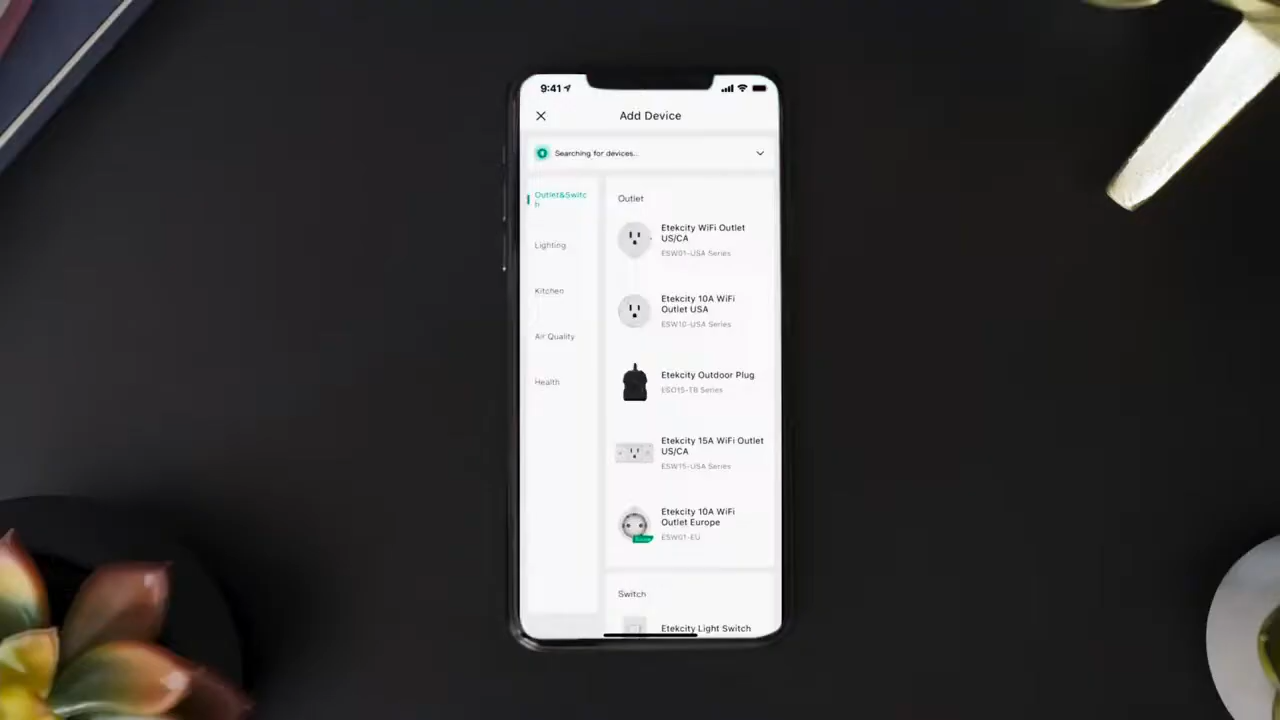 9:41
Add Device
Searching for devices..
Outlet&Switc
h
Lighting
Kitchen
Air Quality
Health
Outlet
Etekcity WiFi Outlet
US/CA
ESW01-USA Series
Etekcity 10A WiFi
Outlet USA
ESW10-USA Series
Etekcity Outdoor Plug
ESO15-TB Series
Etekcity 15A WiFi Outlet
US/CA
ESW15-USA Series
Etekcity 10A WiFi
Outlet Europe
ESW01-EU
Switch
Etekcity Light Switch